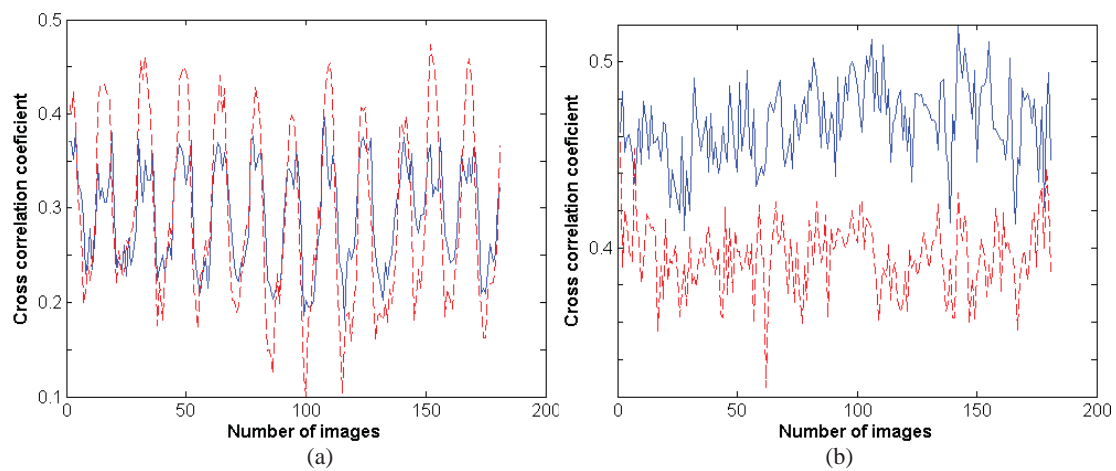 0.5
0.4
0.3
0.2
0.1
0
50
100
150
200
Cross correlation coeficient
Number of images
(a)
0.5
0.4
0
50
100
150
200
Cross correlation coefficient
Number of images
(b)